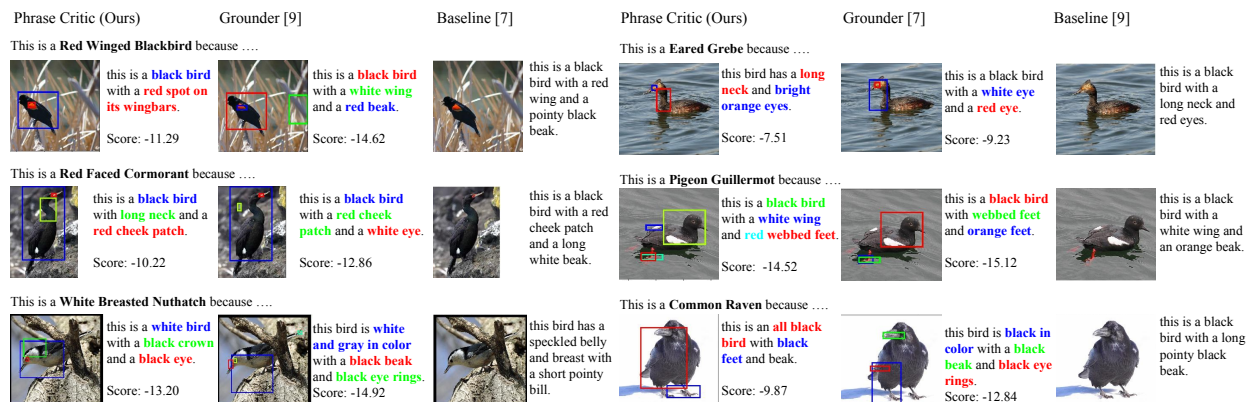 Phrase Critic (Ours)
Grounder [9]
Baseline [7]
This is a Red Winged Blackbird because ….
this is a black bird
with a red spot on
its wingbars.
Score: -11.29
this is a black bird
with a white wing
and a red beak.
Score: -14.62
this is a black
bird with a red
wing and a
pointy black
beak.
This is a Red Faced Cormorant because ….
this is a black bird
with long neck and a
red cheek patch.
Score: -10.22
this is a black bird
with a red cheek
patch and a white eye.
Score: -12.86
this is a black
bird with a red
cheek patch
and a long
white beak.
This is a White Breasted Nuthatch because ….
this is a white bird
with a black crown
and a black eye.
Score: -13.20
this bird is white
and gray in color
with a black beak
and black eye rings.
Score: -14.92
this bird has a
speckled belly
and breast with
a short pointy
bill.
Phrase Critic (Ours)
Grounder [7]
Baseline [9]
This is a Eared Grebe because ….
this bird has a long
neck and bright
orange eyes.
Score: -7.51
this is a black bird
with a white eye
and a red eye.
Score: -9.23
this is a black
bird with a
long neck and
red eyes.
This is a Pigeon Guillermot because ….
this is a black bird
with a white wing
and red webbed feet.
Score: -14.52
this is a black bird
with webbed feet
and orange feet.
Score: -15.12
this is a black
bird with a
white wing and
an orange beak.
This is a Common Raven because ….
this is an all black
bird with black
feet and beak.
Score: -9.87
this bird is black in
color with a black
beak and black eye
rings.
Score: -12.84
this is a black
bird with a long
pointy black
beak.